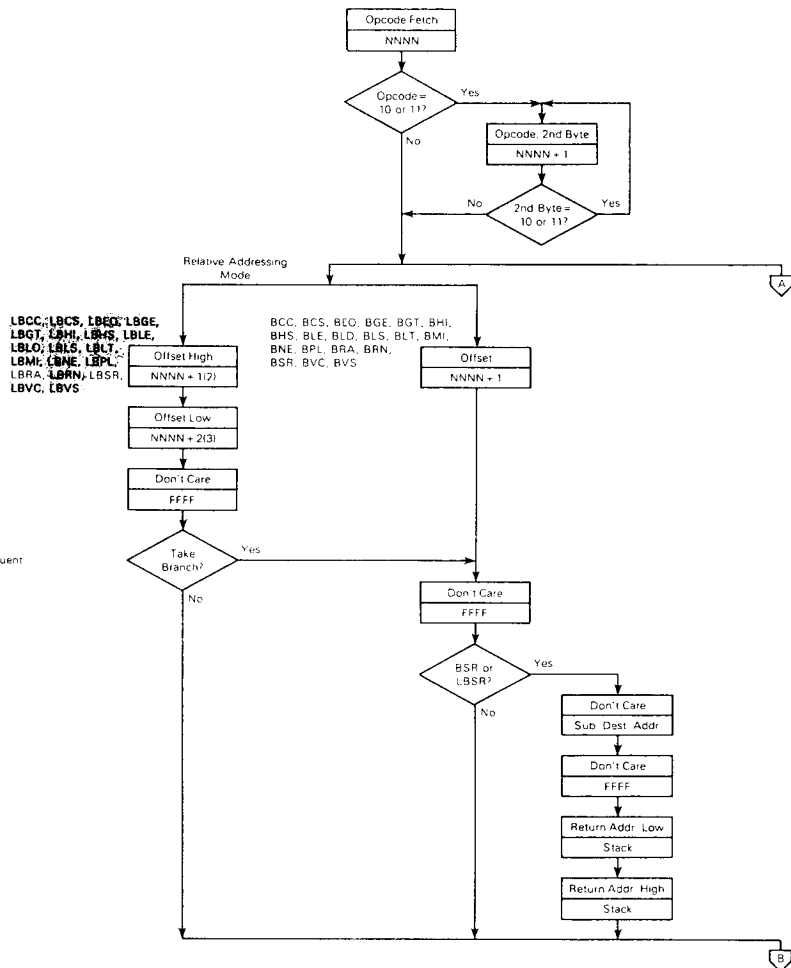 Opcode Fetch
NNNN
Opcode =
10 or 11?
Yes
No
Opcode, 2nd Byte
NNNN + 1
2nd Byte =
10 or 11?
No
Yes
A
Relative Addressing
Mode
LBCC, LBCS, LBEQ, LBGE,
LBGT, LBHI, LBHS, LBLE,
LBLO, LBLS, LBLT,
LBMI, LBNE, LBPL,
LBRA, LBRN, LBSR,
LBVC, LBVS
Offset High
NNNN + 1(2)
Offset Low
NNNN + 2(3)
Don't Care
FFFF
Take
Branch?
Yes
No
uent
BCC, BCS, BEQ, BGE, BGT, BHI,
BHS, BLE, BLO, BLS, BLT, BMI,
BNE, BPL, BRA, BRN,
BSR, BVC, BVS
Offset
NNNN + 1
Don't Care
FFFF
BSR or
LBSR?
Yes
No
Don't Care
Sub. Dest. Addr.
Don't Care
FFFF
Return Addr. Low
Stack
Return Addr. High
Stack
B